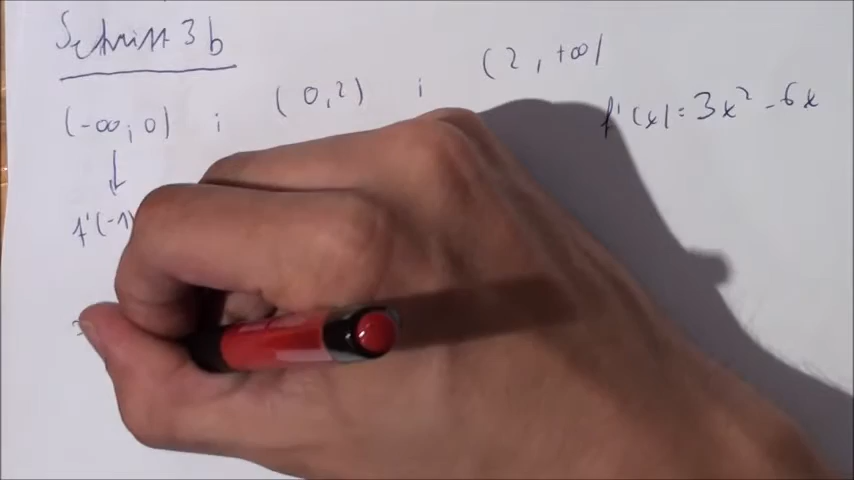 Schritt 3b
(-∞; 0) ; (0,2) ; (2, +∞)
f'(x) = 3x² - 6x
f'(-1)